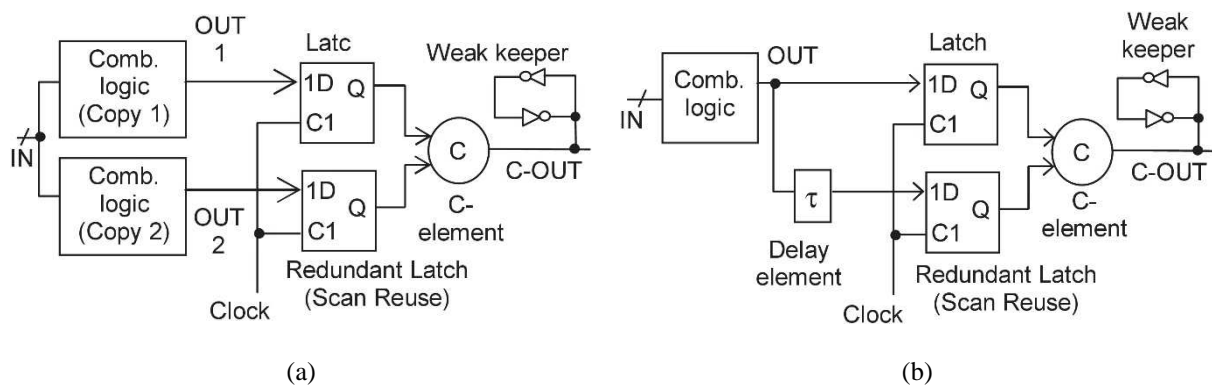 OUT
1
Comb.
logic
(Copy 1)
IN
Comb.
logic
(Copy 2)
OUT
2
Latc
1D
Q
C1
1D
Q
C1
Redundant Latch
(Scan Reuse)
Clock
Weak keeper
C
C-OUT
C-
element
(a)
Comb.
logic
IN
OUT
τ
Delay
element
Latch
1D
Q
C1
1D
Q
C1
Redundant Latch
(Scan Reuse)
Clock
Weak
keeper
C
C-OUT
C-
element
(b)